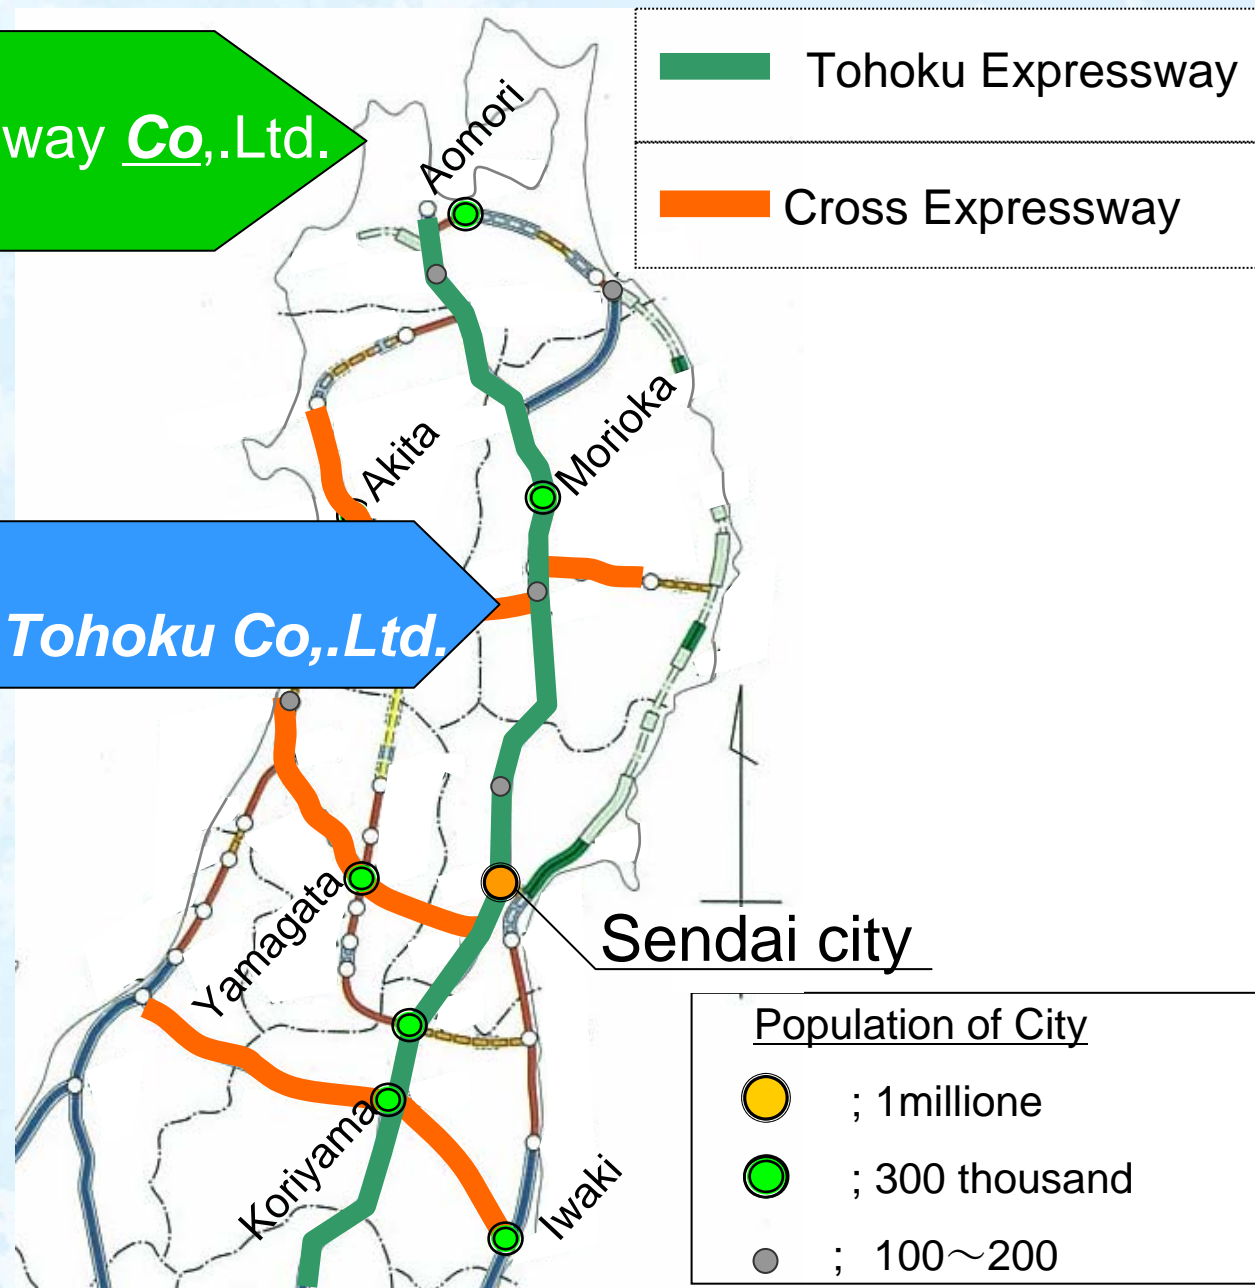 Tohoku Expressway
way Co,.Ltd.
Cross Expressway
Aomori
Akita
Morioka
Tohoku Co,.Ltd.
Yamagata
Sendai city
Koriyama
Iwaki
Population of City
; 1millione
; 300 thousand
; 100～200